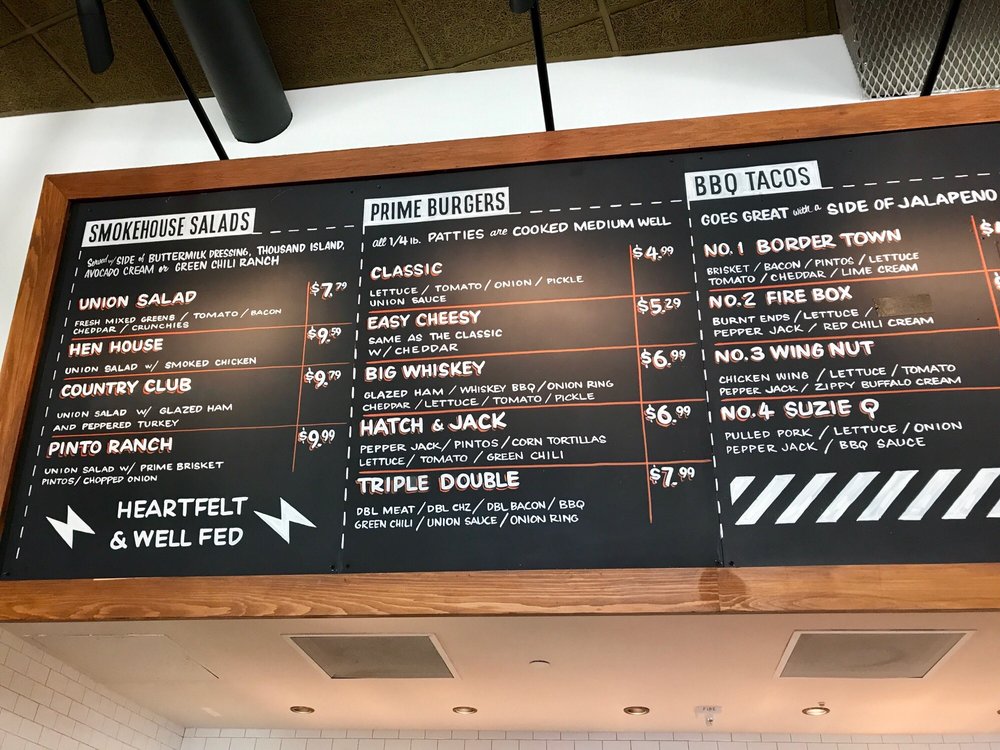 SMOKEHOUSE SALADS
Served w/ SIDE of BUTTERMILK DRESSING, THOUSAND ISLAND,
AVOCADO CREAM or GREEN CHILI RANCH
UNION SALAD $7.79
FRESH MIXED GREENS / TOMATO / BACON
CHEDDAR / CRUNCHIES
HEN HOUSE $9.59
UNION SALAD w/ SMOKED CHICKEN
COUNTRY CLUB $9.79
UNION SALAD w/ GLAZED HAM
AND PEPPERED TURKEY
PINTO RANCH $9.99
UNION SALAD w/ PRIME BRISKET
PINTOS/CHOPPED ONION
HEARTFELT
& WELL FED
PRIME BURGERS
all 1/4 lb. PATTIES are COOKED MEDIUM WELL
CLASSIC $4.99
LETTUCE / TOMATO / ONION / PICKLE
UNION SAUCE
EASY CHEESY $5.29
SAME AS THE CLASSIC
W/ CHEDDAR
BIG WHISKEY $6.99
GLAZED HAM / WHISKEY BBQ / ONION RING
CHEDDAR / LETTUCE / TOMATO / PICKLE
HATCH & JACK $6.99
PEPPER JACK / PINTOS / CORN TORTILLAS
LETTUCE / TOMATO / GREEN CHILI
TRIPLE DOUBLE $7.99
DBL MEAT / DBL CHZ / DBL BACON / BBQ
GREEN CHILI / UNION SAUCE / ONION RING
BBQ TACOS
GOES GREAT with a SIDE OF JALAPENO
NO. 1 BORDER TOWN
BRISKET / BACON / PINTOS / LETTUCE
TOMATO / CHEDDAR / LIME CREAM
NO. 2 FIRE BOX
BURNT ENDS / LETTUCE /
PEPPER JACK / RED CHILI CREAM
NO. 3 WING NUT
CHICKEN WING / LETTUCE / TOMATO
PEPPER JACK / ZIPPY BUFFALO CREAM
NO. 4 SUZIE Q
PULLED PORK / LETTUCE / ONION
PEPPER JACK / BBQ SAUCE
FIRE